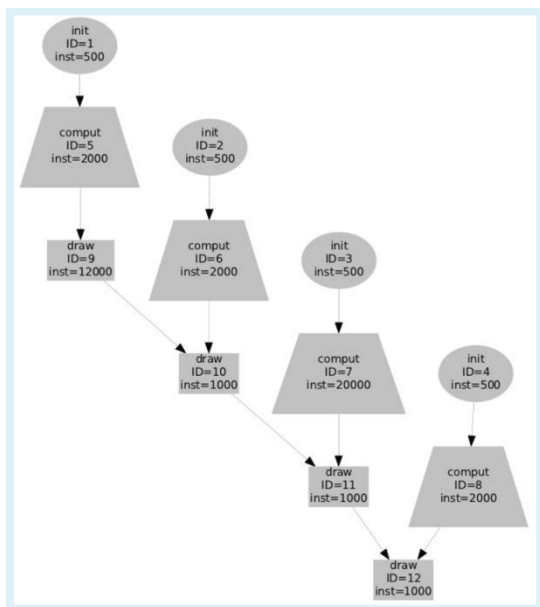 init
ID=1
inst=500
comput
ID=5
inst=2000
init
ID=2
inst=500
draw
ID=9
inst=12000
comput
ID=6
inst=2000
init
ID=3
inst=500
draw
ID=10
inst=1000
comput
ID=7
inst=20000
init
ID=4
inst=500
draw
ID=11
inst=1000
comput
ID=8
inst=2000
draw
ID=12
inst=1000